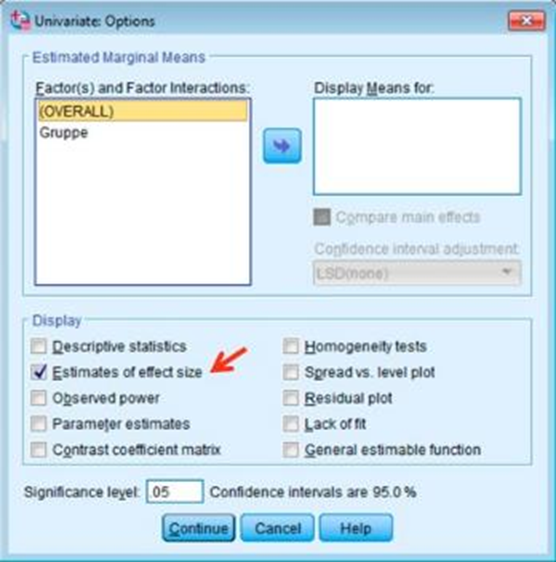 Univariate: Options
Estimated Marginal Means
Factor(s) and Factor Interactions:
(OVERALL)
Gruppe
Display Means for:
Compare main effects
Confidence interval adjustment:
LSD(none)
Display
Descriptive statistics
Estimates of effect size
Observed power
Parameter estimates
Contrast coefficient matrix
Homogeneity tests
Spread vs. level plot
Residual plot
Lack of fit
General estimable function
Significance level: .05 Confidence intervals are 95.0 %
Continue Cancel Help